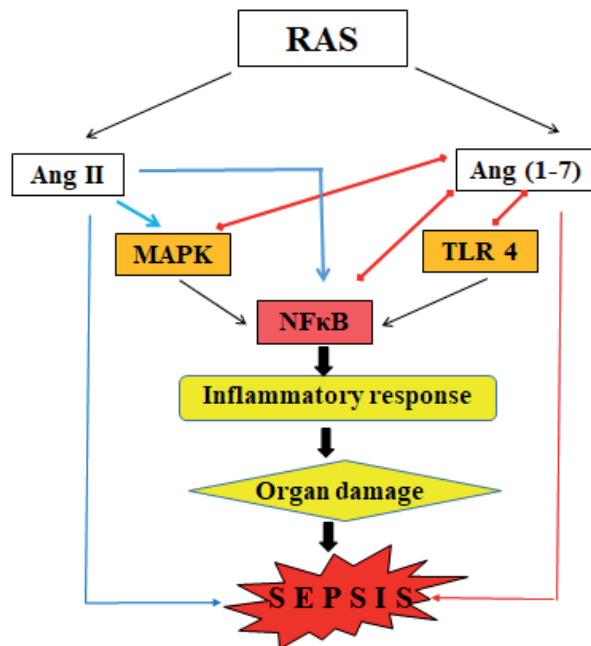 RAS
Ang II
Ang (1-7)
MAPK
TLR 4
NFκB
Inflammatory response
Organ damage
S E P S I S